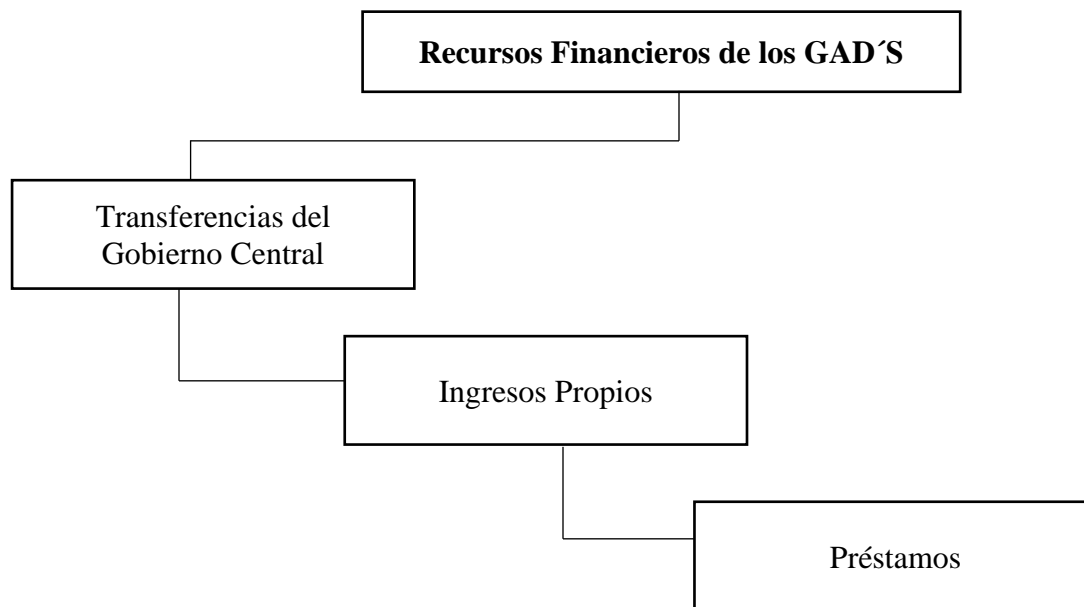 Recursos Financieros de los GAD´S
Transferencias del
Gobierno Central
Ingresos Propios
Préstamos